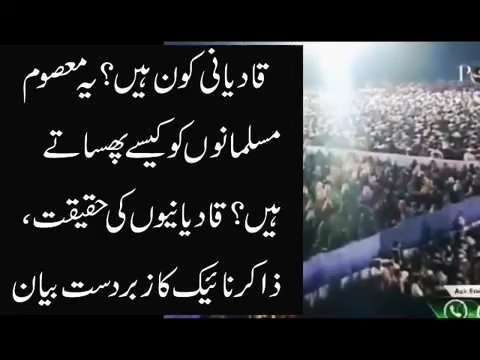 قادیانی کون ہیں؟ یہ معصوم
مسلمانوں کو کیسے پھساتے
ہیں؟ قادیانیوں کی حقیقت،
ذاکر نائیک کا زبردست بیان